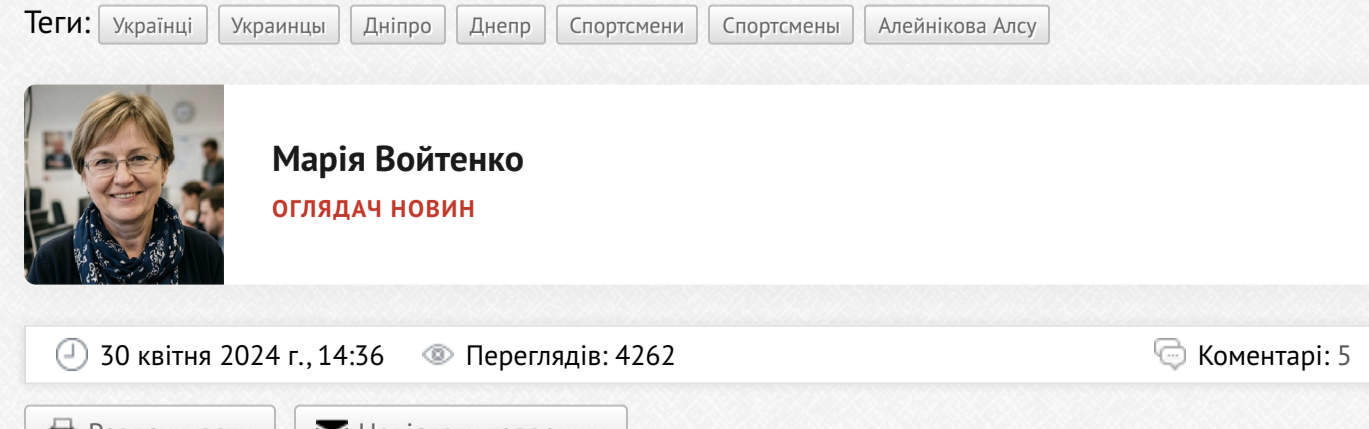 Теги: Українці Украинцы Дніпро Днепр Спортсмени Спортсмены Алейнікова Алсу
Марія Войтенко
ОГЛЯДАЧ НОВИН
30 квітня 2024 г., 14:36 Переглядів: 4262 Коментарі: 5